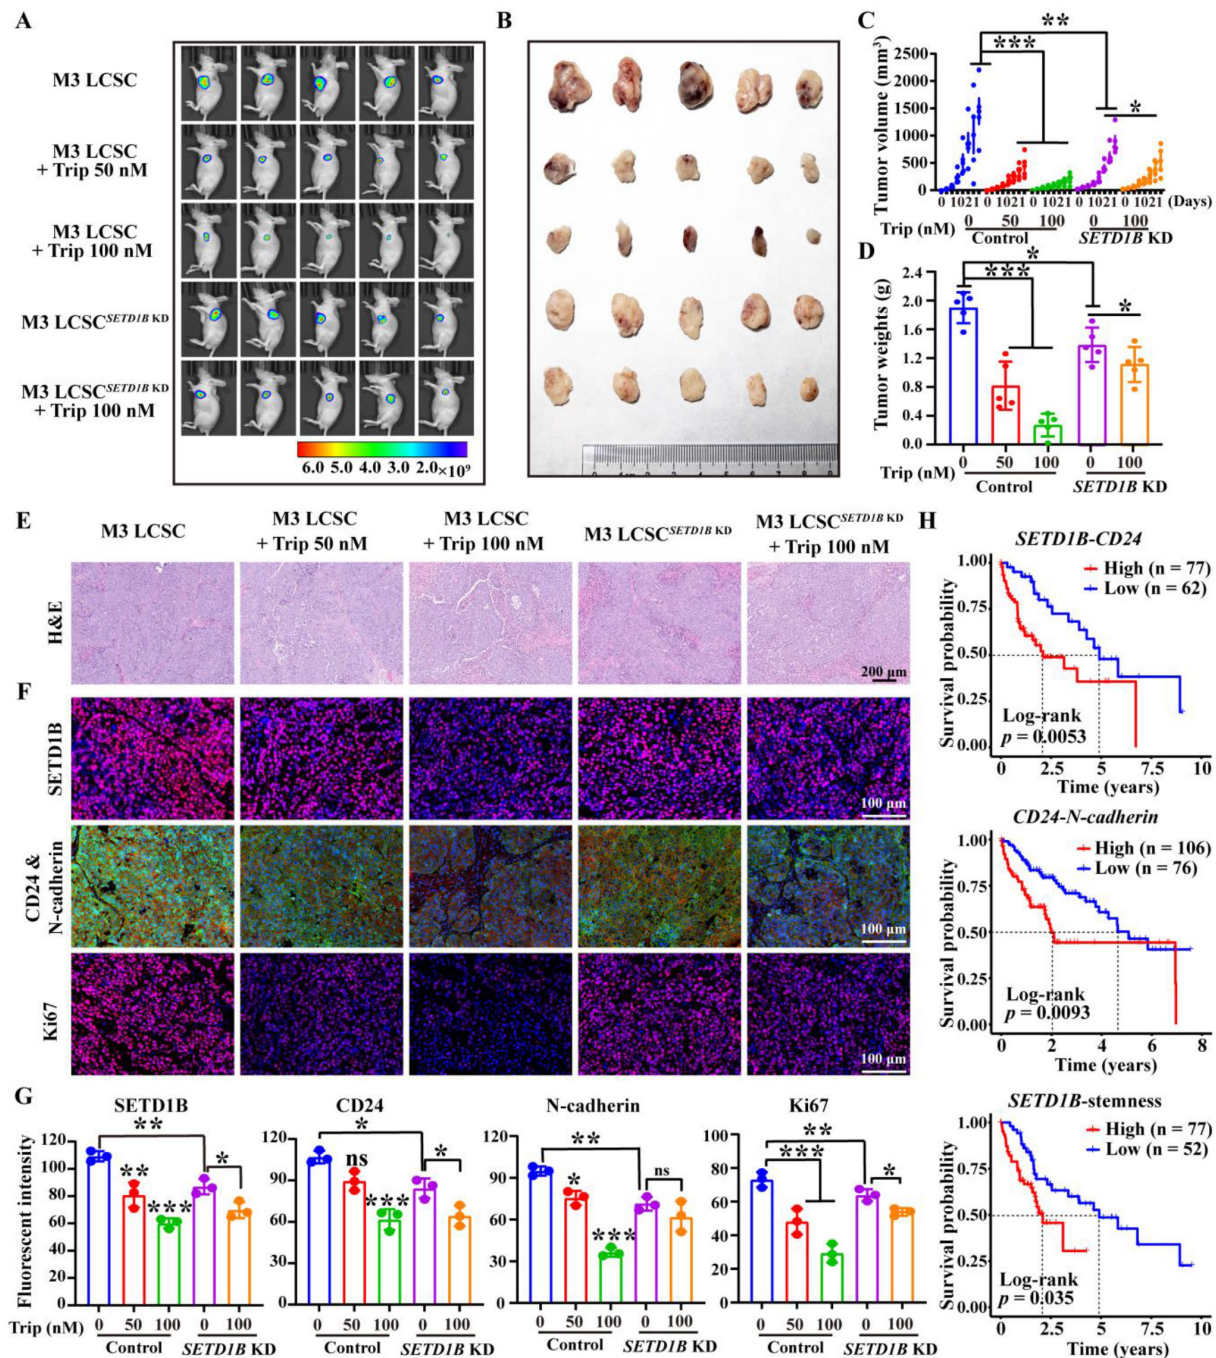 A
M3 LCSC
M3 LCSC
+ Trip 50 nM
M3 LCSC
+ Trip 100 nM
M3 LCSC^SETD1B KD
M3 LCSC^SETD1B KD
+ Trip 100 nM
6.0 5.0 4.0 3.0 2.0 ×10⁹
B
C
Tumor volume (mm³)
2500
2000
1500
1000
500
0
** *** *
0 1021 0 1021 0 1021 0 1021 0 1021 (Days)
Trip (nM) 0 50 100 0 100
Control SETD1B KD
D
Tumor weights (g)
2.4
2.0
1.6
1.2
0.8
0.4
0.0
* *** *
0 50 100 0 100
Trip (nM)
Control SETD1B KD
E
M3 LCSC
M3 LCSC
+ Trip 50 nM
M3 LCSC
+ Trip 100 nM
M3 LCSC^SETD1B KD
M3 LCSC^SETD1B KD
+ Trip 100 nM
H&E
200 µm
F
SETD1B
100 µm
CD24 &
N-cadherin
100 µm
Ki67
100 µm
G
Fluorescent intensity
SETD1B
120
100
80
60
40
20
0
** ** *** *
0 50 100 0 100
Trip (nM)
Control SETD1B KD
CD24
120
90
60
30
0
* ns *** *
0 50 100 0 100
Control SETD1B KD
N-cadherin
120
90
60
30
0
** * *** ns
0 50 100 0 100
Control SETD1B KD
Ki67
100
80
60
40
20
0
** *** *
0 50 100 0 100
Control SETD1B KD
H
SETD1B-CD24
High (n = 77)
Low (n = 62)
Survival probability
1.00
0.75
0.50
0.25
0.00
Log-rank
p = 0.0053
0 2.5 5 7.5 10
Time (years)
CD24-N-cadherin
High (n = 106)
Low (n = 76)
Survival probability
1.00
0.75
0.50
0.25
0.00
Log-rank
p = 0.0093
0 2 4 6 8
Time (years)
SETD1B-stemness
High (n = 77)
Low (n = 52)
Survival probability
1.00
0.75
0.50
0.25
0.00
Log-rank
p = 0.035
0 2.5 5 7.5 10
Time (years)